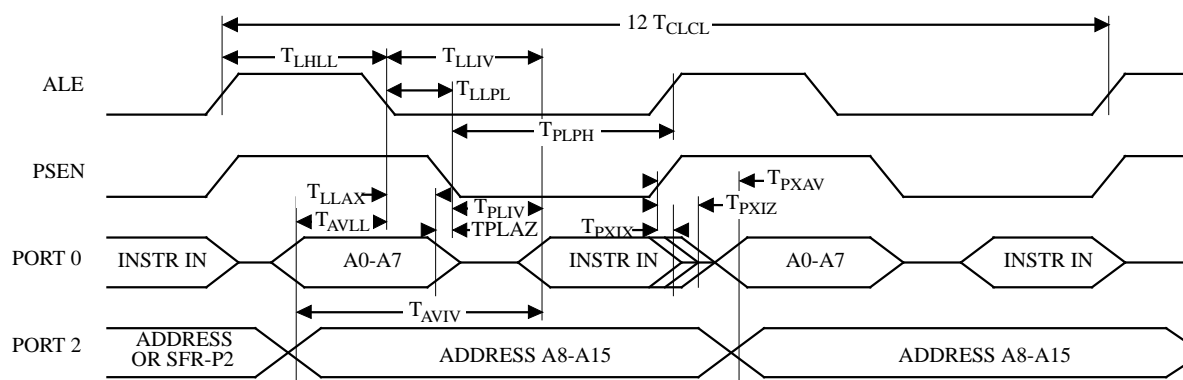 12 TCLCL
TLHLL
TLLIV
ALE
TLLPL
TPLPH
PSEN
TLLAX
TPXAV
TPLIV
TPXIZ
TAVLL
TPLAZ
TPXIX
PORT 0
INSTR IN
A0-A7
INSTR IN
A0-A7
INSTR IN
TAVIV
PORT 2
ADDRESS
OR SFR-P2
ADDRESS A8-A15
ADDRESS A8-A15